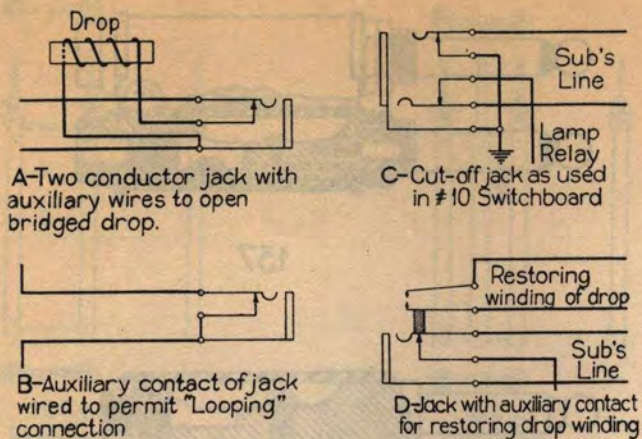 Drop
A-Two conductor jack with
auxiliary wires to open
bridged drop.
Sub's
Line
Lamp
Relay
C-Cut-off jack as used
in #10 Switchboard
B-Auxiliary contact of jack
wired to permit "Looping"
connection
Restoring
winding of drop
Sub's
Line
D-Jack with auxiliary contact
for restoring drop winding
157